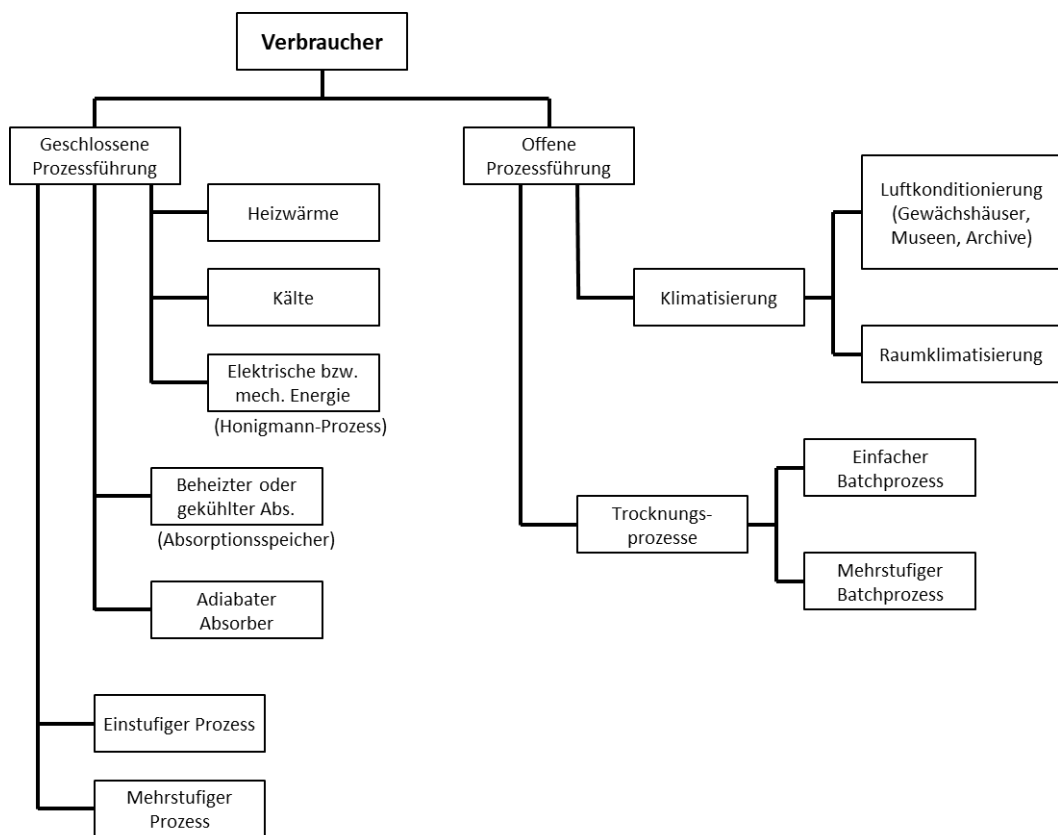 Verbraucher
Geschlossene
Prozessführung
Heizwärme
Kälte
Elektrische bzw.
mech. Energie
(Honigmann-Prozess)
Beheizter oder
gekühlter Abs.
(Absorptionsspeicher)
Adiabater
Absorber
Einstufiger Prozess
Mehrstufiger
Prozess
Offene
Prozessführung
Klimatisierung
Luftkonditionierung
(Gewächshäuser,
Museen, Archive)
Raumklimatisierung
Trocknungs-
prozesse
Einfacher
Batchprozess
Mehrstufiger
Batchprozess